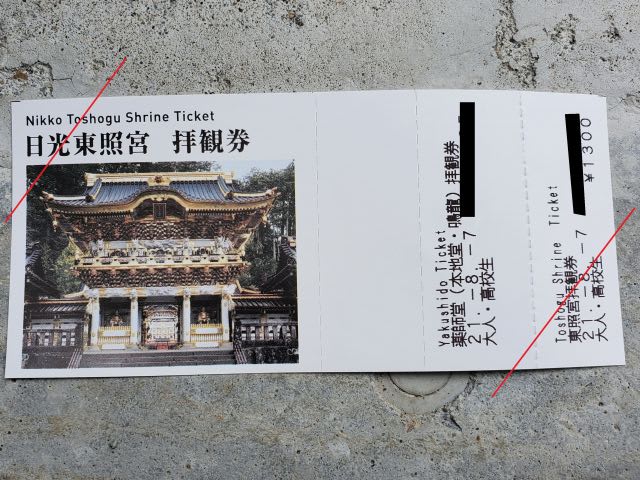 Nikko Toshogu Shrine Ticket
日光東照宮 拝観券
Yakushido Ticket
薬師堂(本地堂・鳴龍)拝観券
2 －8 －7
大人・高校生
Toshogu Shrine Ticket
東照宮拝観券
2 －8 －7
大人・高校生
￥1300